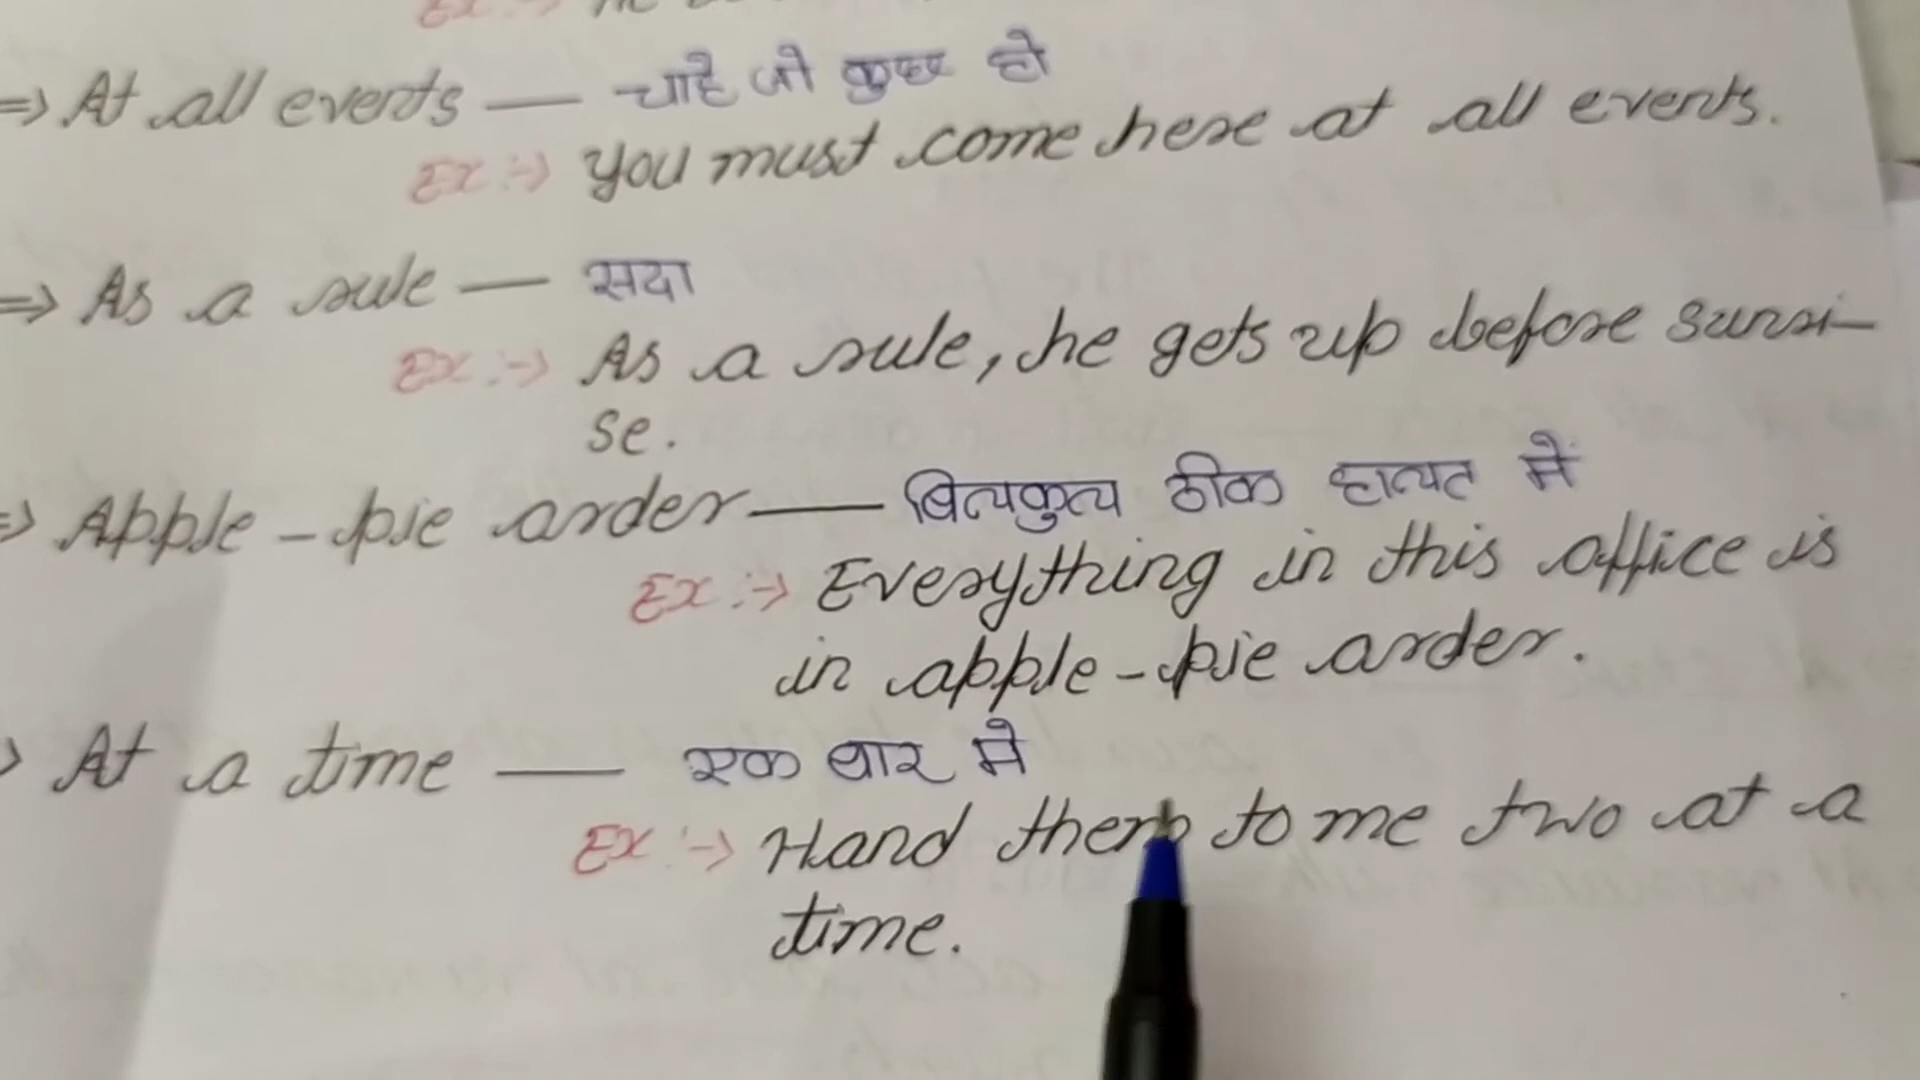 Ex :->
=> At all events — चाहे जो कुछ हो
Ex :-> You must come here at all events.
=> As a rule — सदा
Ex :-> As a rule, he gets up before sunri-
se.
=> Apple-pie order — बिलकुल ठीक हालत में
Ex :-> Everything in this office is
in apple-pie order.
=> At a time — एक बार में
Ex :-> Hand them to me two at a
time.